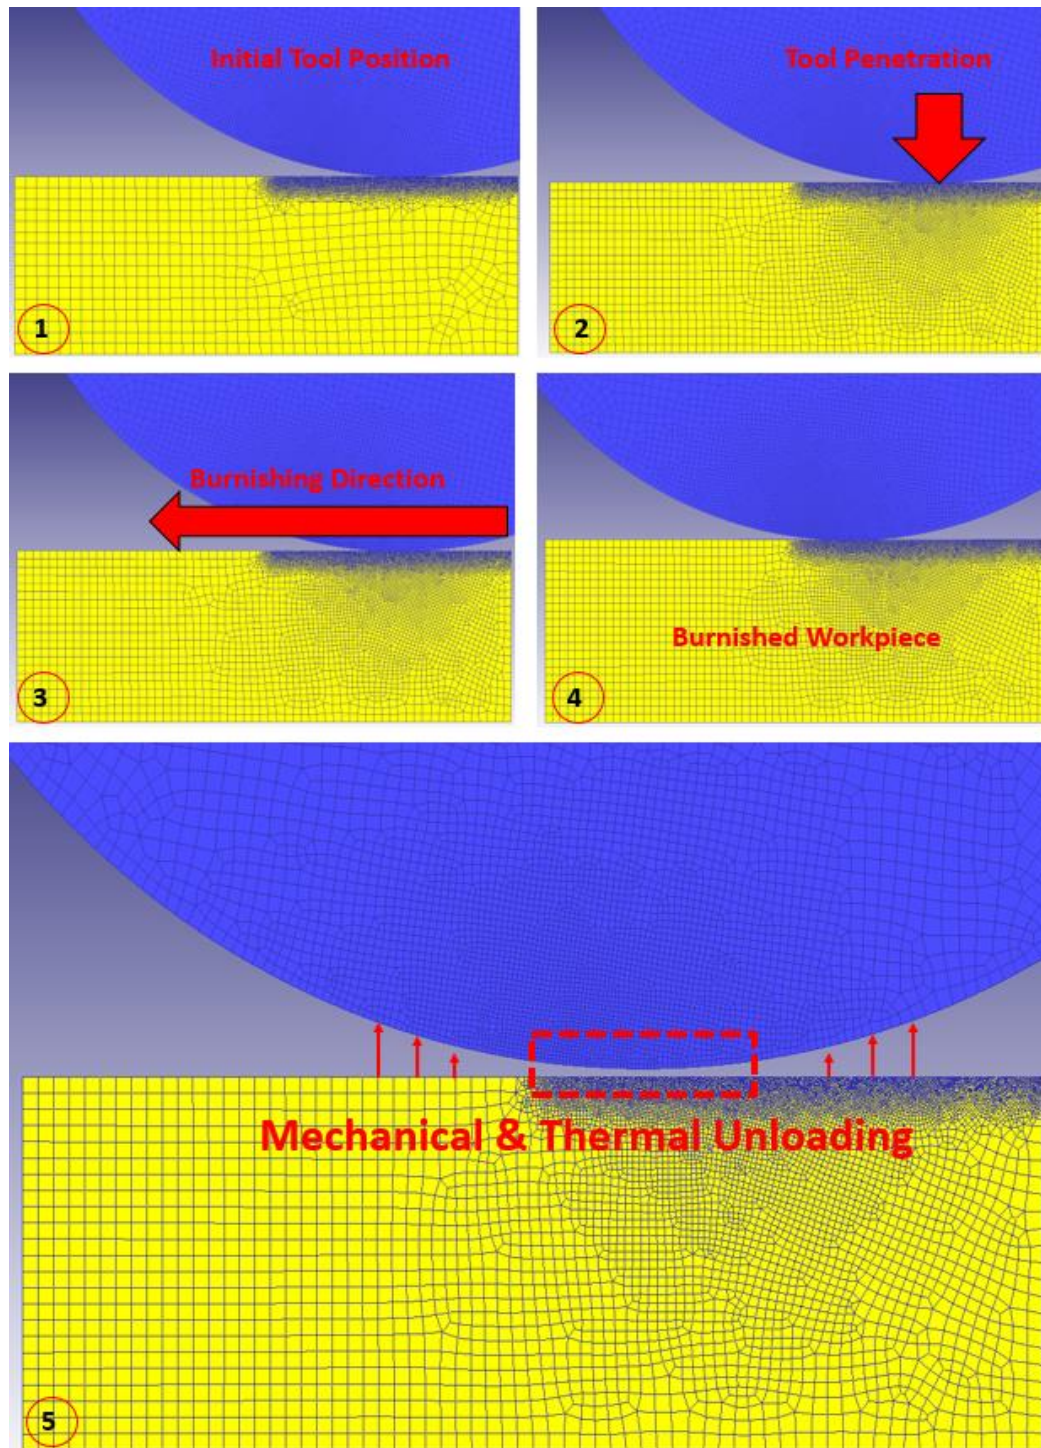 Initial Tool Position
1
Tool Penetration
2
Burnishing Direction
3
Burnished Workpiece
4
Mechanical & Thermal Unloading
5